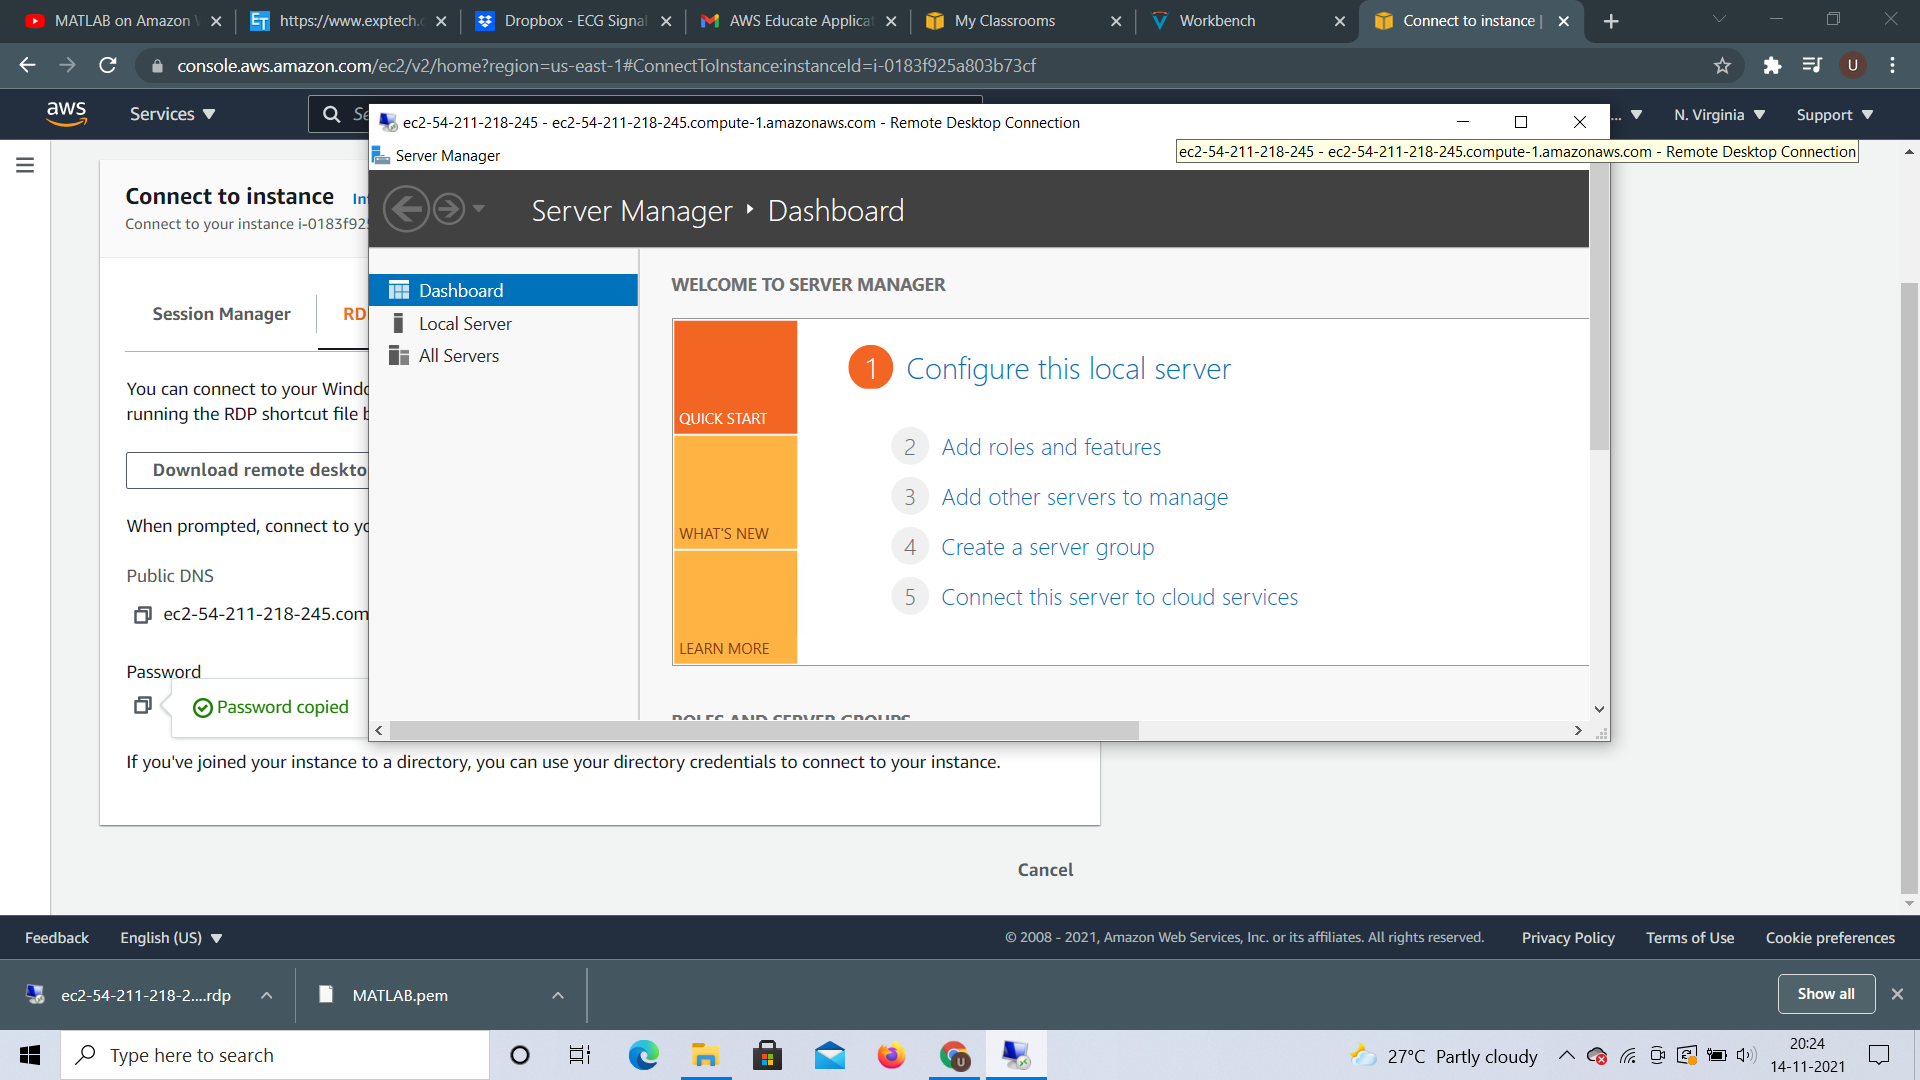 MATLAB on Amazon
https://www.exptech.c
Dropbox - ECG Signal
AWS Educate Applicat
My Classrooms
Workbench
Connect to instance |
console.aws.amazon.com/ec2/v2/home?region=us-east-1#ConnectToInstance:instanceId=i-0183f925a803b73cf
U
aws
Services
Se
N. Virginia
Support
ec2-54-211-218-245 - ec2-54-211-218-245.compute-1.amazonaws.com - Remote Desktop Connection
ec2-54-211-218-245 - ec2-54-211-218-245.compute-1.amazonaws.com - Remote Desktop Connection
Server Manager
Server Manager ‣ Dashboard
Dashboard
Local Server
All Servers
WELCOME TO SERVER MANAGER
QUICK START
WHAT'S NEW
LEARN MORE
1 Configure this local server
2 Add roles and features
3 Add other servers to manage
4 Create a server group
5 Connect this server to cloud services
ROLES AND SERVER GROUPS
Connect to instance
Connect to your instance i-0183f92
Session Manager
RD
You can connect to your Windo
running the RDP shortcut file b
Download remote deskto
When prompted, connect to yo
Public DNS
ec2-54-211-218-245.com
Password
Password copied
If you've joined your instance to a directory, you can use your directory credentials to connect to your instance.
Cancel
Feedback
English (US)
© 2008 - 2021, Amazon Web Services, Inc. or its affiliates. All rights reserved.
Privacy Policy
Terms of Use
Cookie preferences
ec2-54-211-218-2....rdp
MATLAB.pem
Show all
Type here to search
27°C Partly cloudy
20:24
14-11-2021